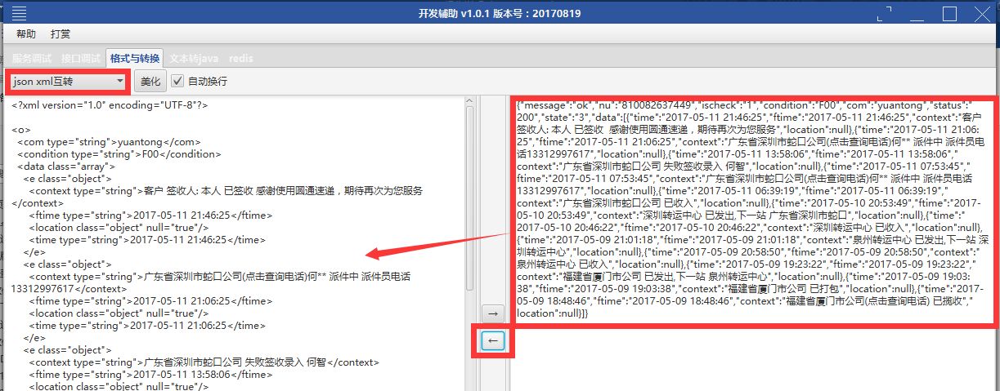 开发辅助 v1.0.1 版本号：20170819
帮助 打赏
服务调试 接口调试 格式与转换 文本转java redis
json xml互转 美化 自动换行
<?xml version="1.0" encoding="UTF-8"?>
<o>
<com type="string">yuantong</com>
<condition type="string">F00</condition>
<data class="array">
<e class="object">
<context type="string">客户 签收人: 本人 已签收 感谢使用圆通速递，期待再次为您服务
</context>
<ftime type="string">2017-05-11 21:46:25</ftime>
<location class="object" null="true"/>
<time type="string">2017-05-11 21:46:25</time>
</e>
<e class="object">
<context type="string">广东省深圳市蛇口公司(点击查询电话)何** 派件中 派件员电话
13312997617</context>
<ftime type="string">2017-05-11 21:06:25</ftime>
<location class="object" null="true"/>
<time type="string">2017-05-11 21:06:25</time>
</e>
<e class="object">
<context type="string">广东省深圳市蛇口公司 失败签收录入 何智</context>
<ftime type="string">2017-05-11 13:58:06</ftime>
<location class="object" null="true"/>
→
←
{"message":"ok","nu":"810082637449","ischeck":"1","condition":"F00","com":"yuantong","status":"
200","state":"3","data":[{"time":"2017-05-11 21:46:25","ftime":"2017-05-11 21:46:25","context":"客户
签收人: 本人 已签收 感谢使用圆通速递，期待再次为您服务","location":null},{"time":"2017-05-11 21:06:
25","ftime":"2017-05-11 21:06:25","context":"广东省深圳市蛇口公司(点击查询电话)何** 派件中 派件员电
话13312997617","location":null},{"time":"2017-05-11 13:58:06","ftime":"2017-05-11 13:58:06","
context":"广东省深圳市蛇口公司 失败签收录入 何智","location":null},{"time":"2017-05-11 07:53:45","
ftime":"2017-05-11 07:53:45","context":"广东省深圳市蛇口公司(点击查询电话)何** 派件中 派件员电话
13312997617","location":null},{"time":"2017-05-11 06:39:19","ftime":"2017-05-11 06:39:19","
context":"广东省深圳市蛇口公司 已收入","location":null},{"time":"2017-05-10 20:53:49","ftime":"2017-
05-10 20:53:49","context":"深圳转运中心 已发出,下一站 广东省深圳市蛇口","location":null},{"time":"
2017-05-10 20:46:22","ftime":"2017-05-10 20:46:22","context":"深圳转运中心 已收入","location":null},
{"time":"2017-05-09 21:01:18","ftime":"2017-05-09 21:01:18","context":"泉州转运中心 已发出,下一站 深
圳转运中心","location":null},{"time":"2017-05-09 20:58:50","ftime":"2017-05-09 20:58:50","context":"
泉州转运中心 已收入","location":null},{"time":"2017-05-09 19:23:22","ftime":"2017-05-09 19:23:22","
context":"福建省厦门市公司 已发出,下一站 泉州转运中心","location":null},{"time":"2017-05-09 19:03:
38","ftime":"2017-05-09 19:03:38","context":"福建省厦门市公司 已打包","location":null},{"time":"2017-
05-09 18:48:46","ftime":"2017-05-09 18:48:46","context":"福建省厦门市公司(点击查询电话) 已揽收","
location":null}]}